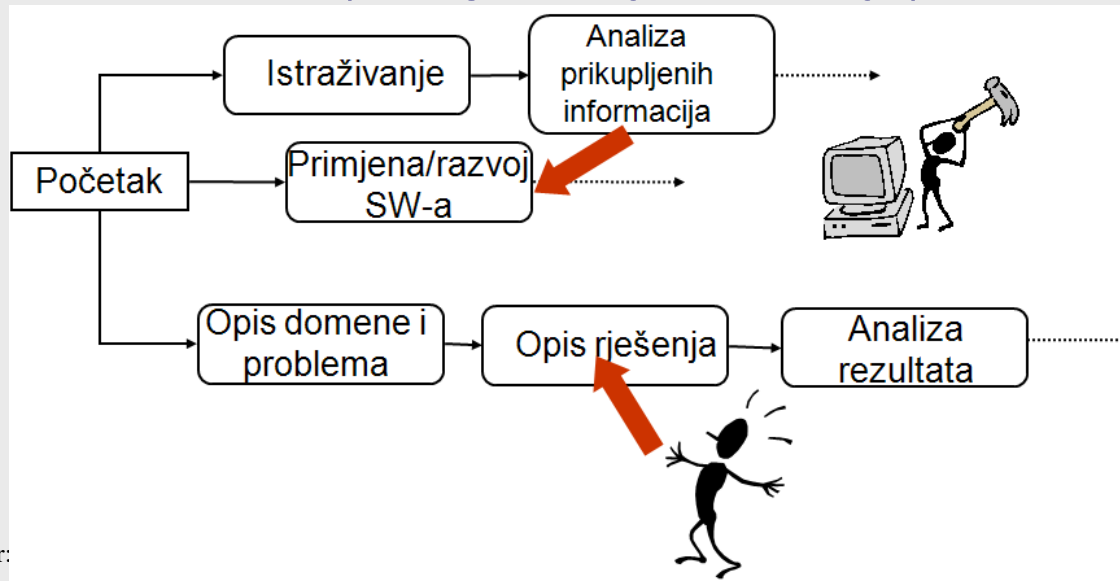 Istraživanje
Analiza
prikupljenih
informacija
Početak
Primjena/razvoj
SW-a
Opis domene i
problema
Opis rješenja
Analiza
rezultata
r: